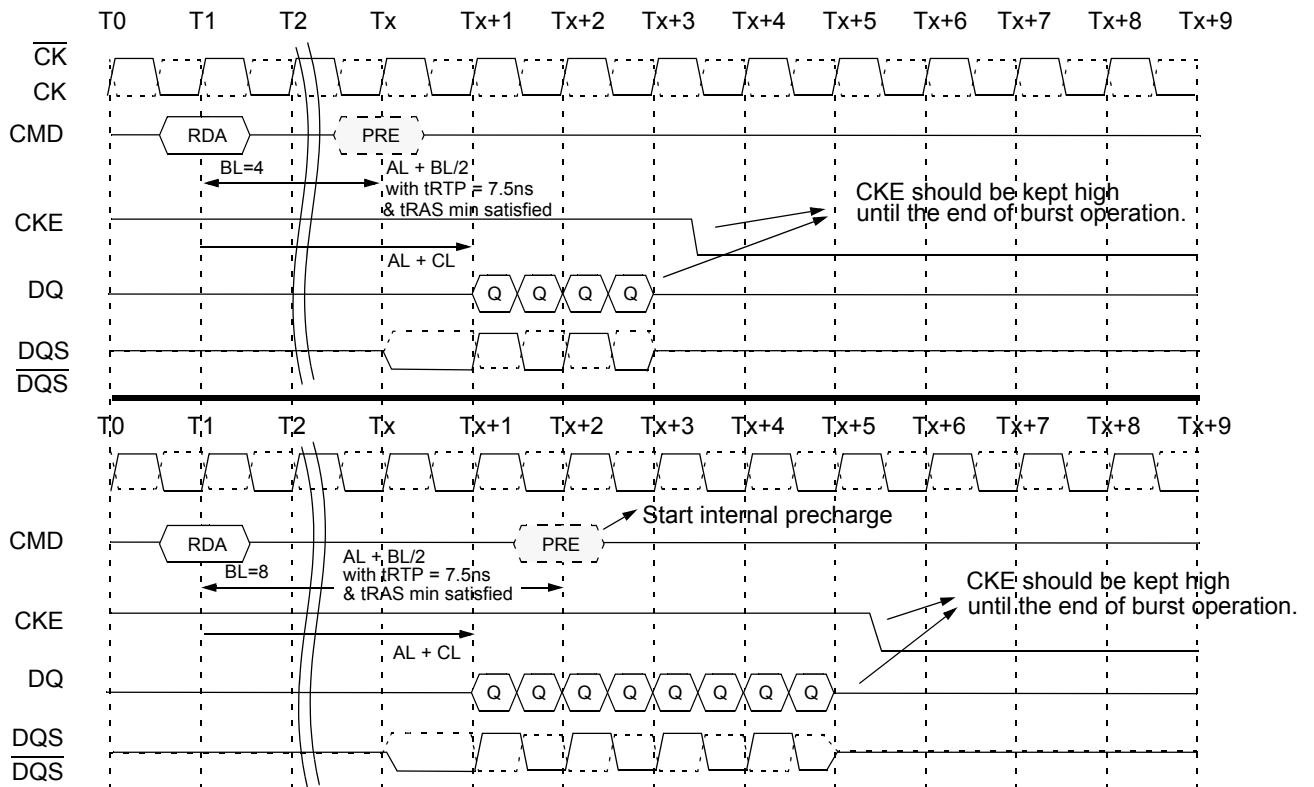 T0 T1 T2 Tx Tx+1 Tx+2 Tx+3 Tx+4 Tx+5 Tx+6 Tx+7 Tx+8 Tx+9
CK
CK
CMD RDA PRE
BL=4 AL + BL/2
with tRTP = 7.5ns
& tRAS min satisfied
CKE should be kept high
until the end of burst operation.
CKE
AL + CL
DQ Q Q Q Q
DQS
DQS
T0 T1 T2 Tx Tx+1 Tx+2 Tx+3 Tx+4 Tx+5 Tx+6 Tx+7 Tx+8 Tx+9
Start internal precharge
CMD RDA PRE
BL=8 AL + BL/2
with tRTP = 7.5ns
& tRAS min satisfied
CKE should be kept high
until the end of burst operation.
CKE
AL + CL
DQ Q Q Q Q Q Q Q Q
DQS
DQS